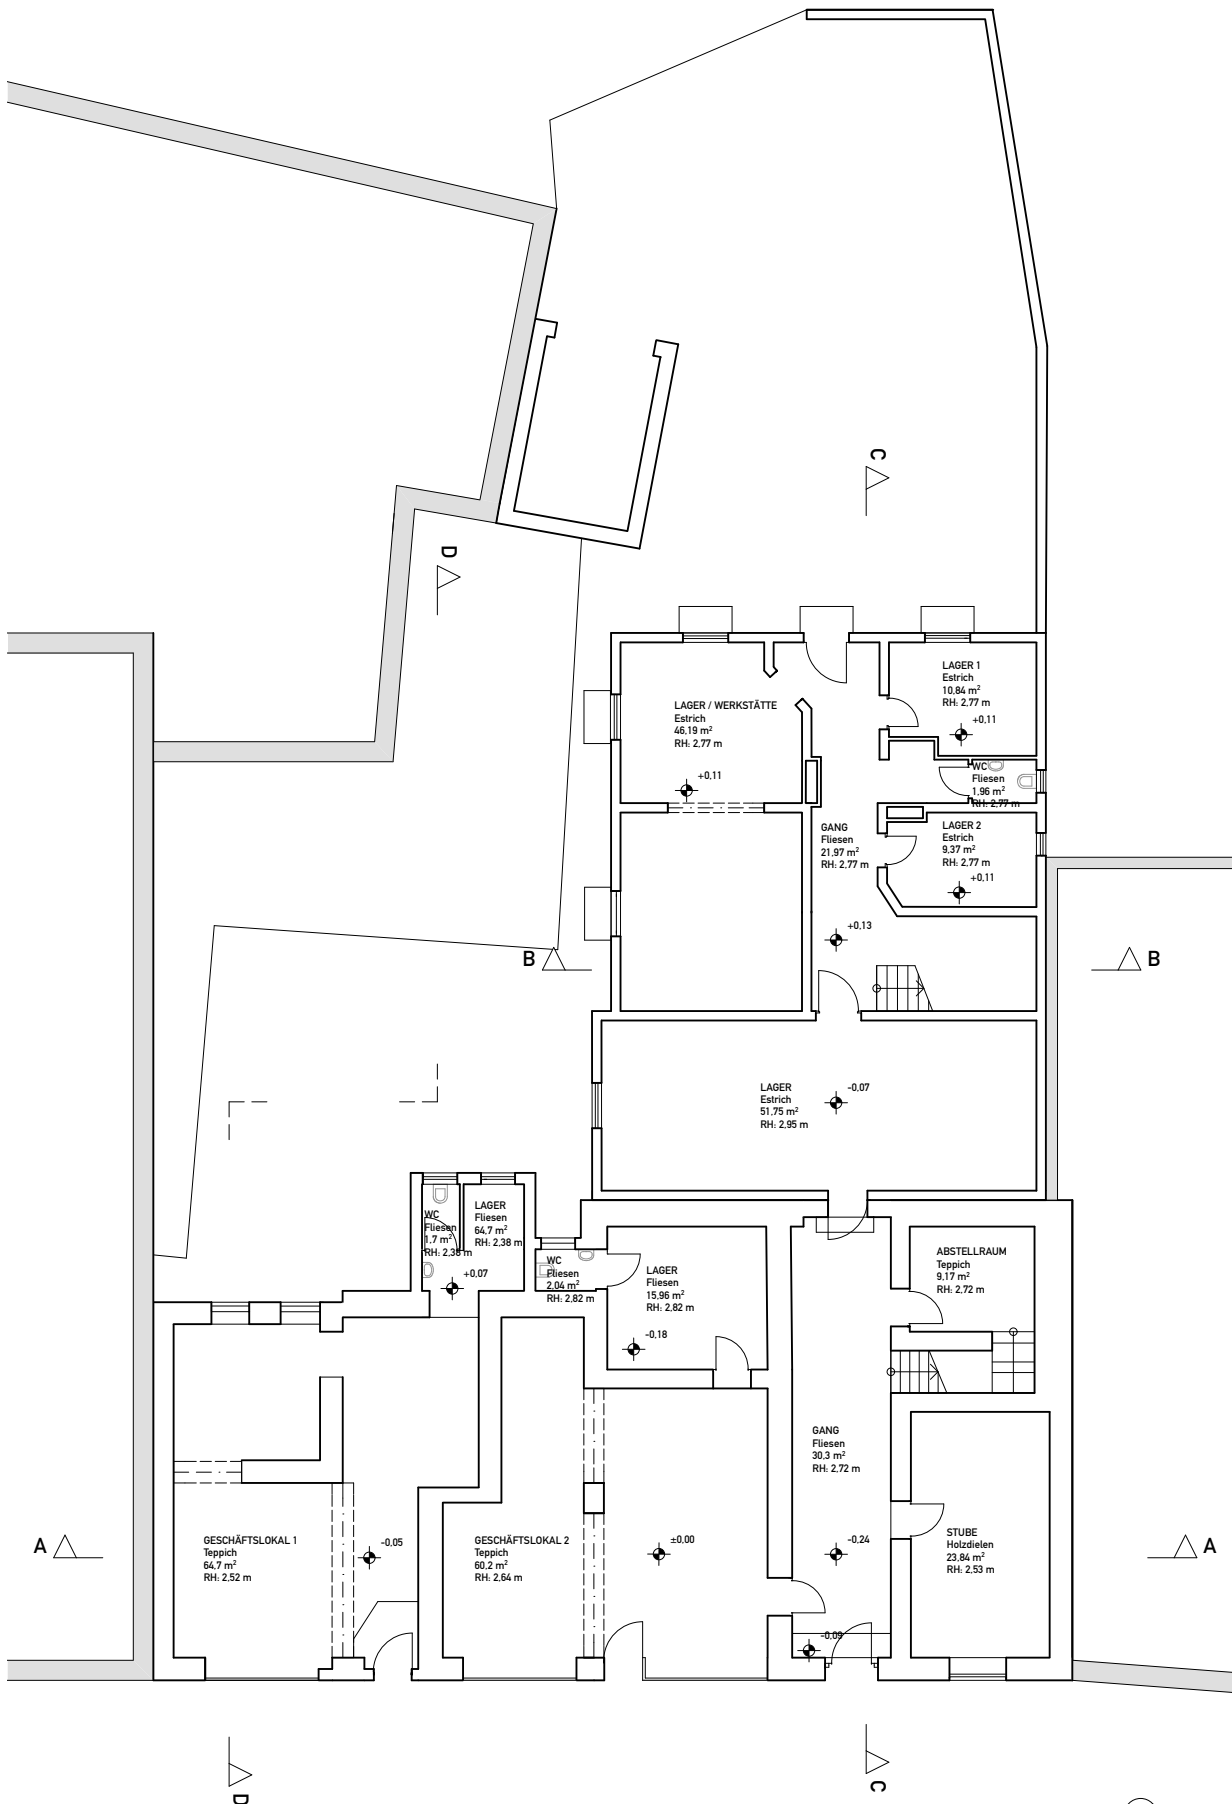 C
D
LAGER 1
Estrich
10,84 m²
RH: 2,77 m
+0,11
LAGER / WERKSTÄTTE
Estrich
46,19 m²
RH: 2,77 m
+0,11
WC
Fliesen
1,96 m²
RH: 2,77 m
GANG
Fliesen
21,97 m²
RH: 2,77 m
LAGER 2
Estrich
9,37 m²
RH: 2,77 m
+0,11
+0,13
B
B
LAGER
Estrich
51,75 m²
RH: 2,95 m
-0,07
WC
Fliesen
1,7 m²
RH: 2,38 m
LAGER
Fliesen
64,7 m²
RH: 2,38 m
+0,07
WC
Fliesen
2,04 m²
RH: 2,82 m
LAGER
Fliesen
15,96 m²
RH: 2,82 m
-0,18
ABSTELLRAUM
Teppich
9,17 m²
RH: 2,72 m
GANG
Fliesen
30,3 m²
RH: 2,72 m
A
GESCHÄFTSLOKAL 1
Teppich
64,7 m²
RH: 2,52 m
-0,05
GESCHÄFTSLOKAL 2
Teppich
60,2 m²
RH: 2,64 m
±0,00
-0,24
STUBE
Holzdielen
23,84 m²
RH: 2,53 m
A
-0,09
D
C